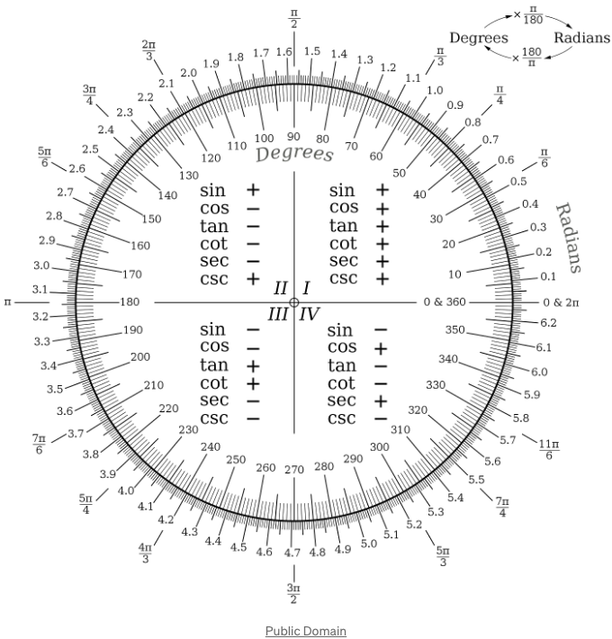 π/2
2π/3
π/3
3π/4
π/4
5π/6
π/6
π
0 & 2π
7π/6
11π/6
5π/4
7π/4
4π/3
5π/3
3π/2
× π/180
Degrees
Radians
× 180/π
Radians
0.1
0.2
0.3
0.4
0.5
0.6
0.7
0.8
0.9
1.0
1.1
1.2
1.3
1.4
1.5
1.6
1.7
1.8
1.9
2.0
2.1
2.2
2.3
2.4
2.5
2.6
2.7
2.8
2.9
3.0
3.1
3.2
3.3
3.4
3.5
3.6
3.7
3.8
3.9
4.0
4.1
4.2
4.3
4.4
4.5
4.6
4.7
4.8
4.9
5.0
5.1
5.2
5.3
5.4
5.5
5.6
5.7
5.8
5.9
6.0
6.1
6.2
Degrees
0 & 360
10
20
30
40
50
60
70
80
90
100
110
120
130
140
150
160
170
180
190
200
210
220
230
240
250
260
270
280
290
300
310
320
330
340
350
sin +
cos −
tan −
cot −
sec −
csc +
II
sin +
cos +
tan +
cot +
sec +
csc +
I
III
sin −
cos −
tan +
cot +
sec −
csc −
IV
sin −
cos +
tan −
cot −
sec +
csc −
Public Domain